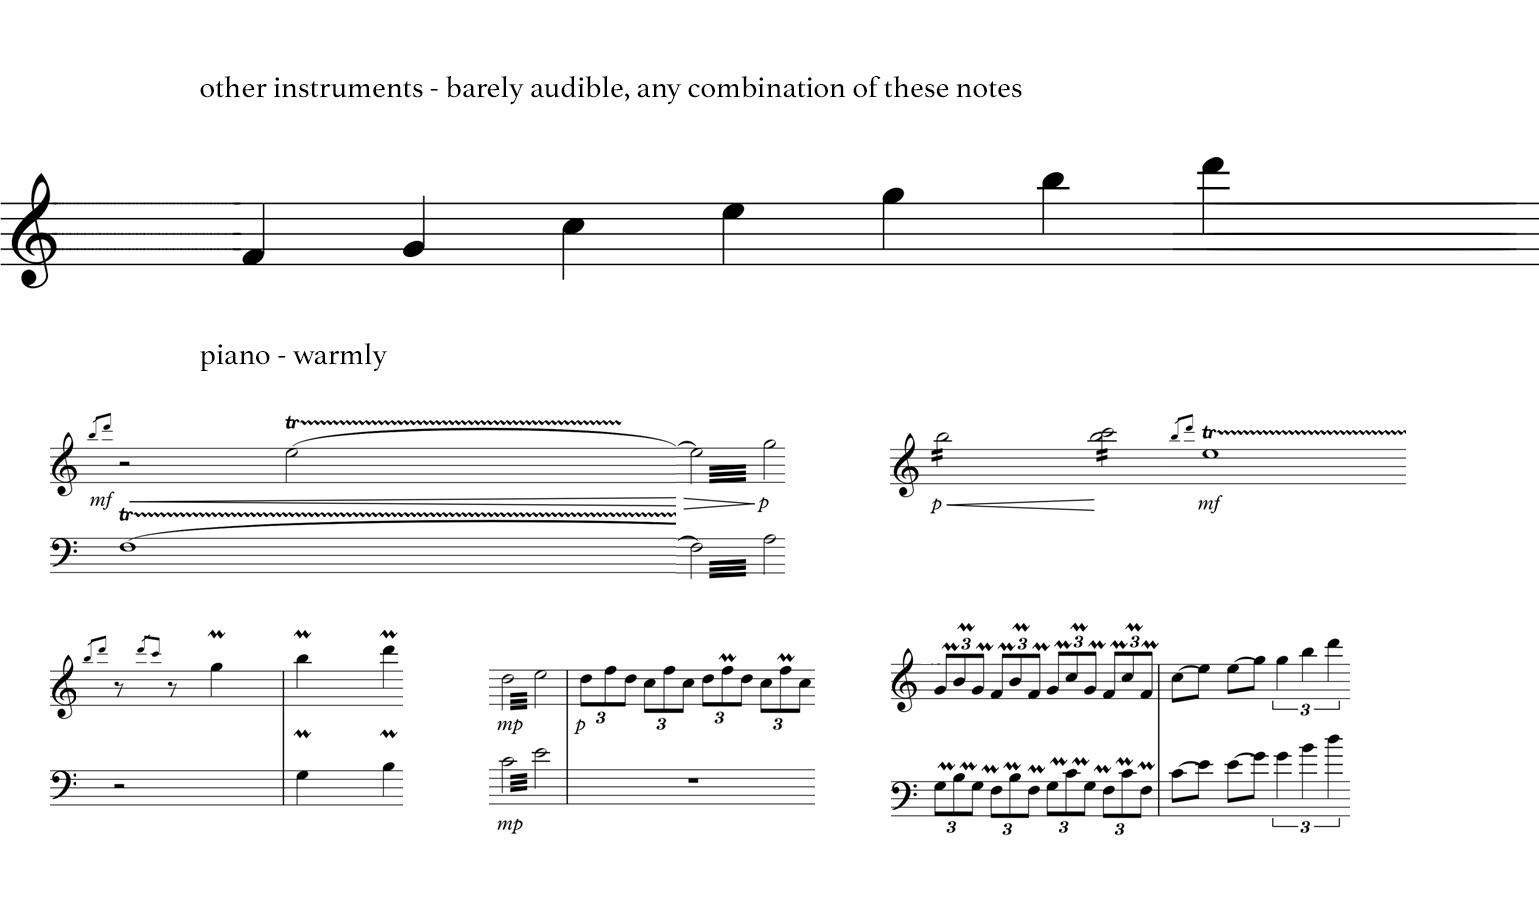 other instruments - barely audible, any combination of these notes
piano - warmly
tr tr
mf p p mf
tr
3 3 3 3
mp p 3 3 3 3 3
mp 3 3 3 3 3